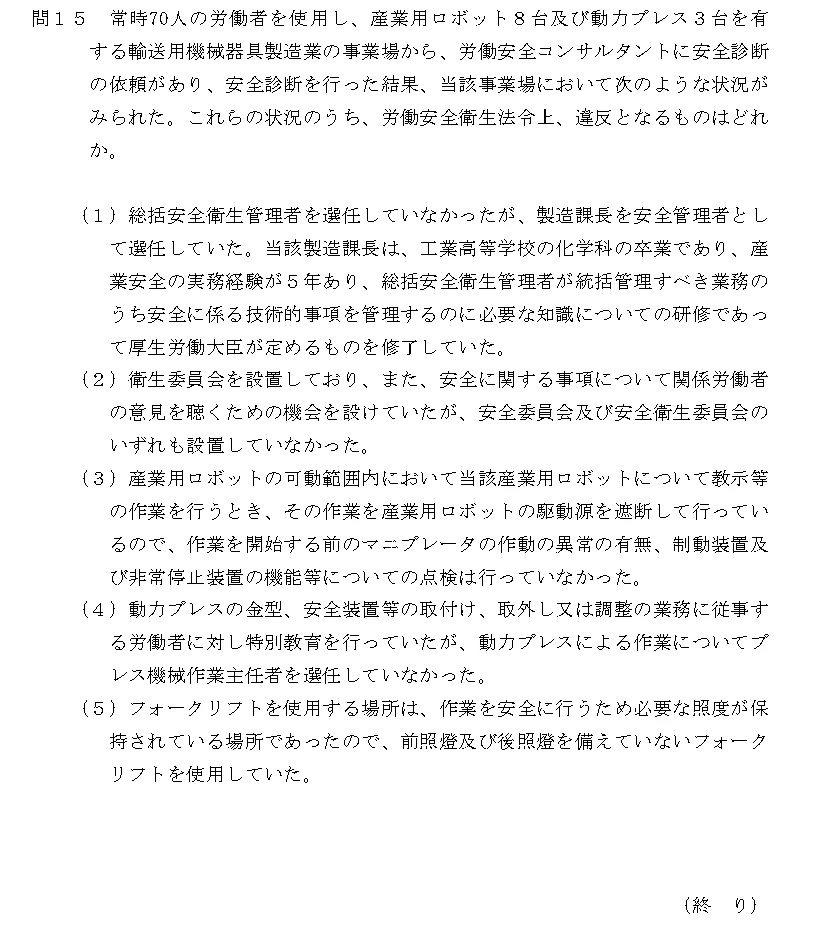 問１５　常時70人の労働者を使用し、産業用ロボット８台及び動力プレス３台を有
する輸送用機械器具製造業の事業場から、労働安全コンサルタントに安全診断
の依頼があり、安全診断を行った結果、当該事業場において次のような状況が
みられた。これらの状況のうち、労働安全衛生法令上、違反となるものはどれ
か。
（１）総括安全衛生管理者を選任していなかったが、製造課長を安全管理者とし
て選任していた。当該製造課長は、工業高等学校の化学科の卒業であり、産
業安全の実務経験が５年あり、総括安全衛生管理者が統括管理すべき業務の
うち安全に係る技術的事項を管理するのに必要な知識についての研修であっ
て厚生労働大臣が定めるものを修了していた。
（２）衛生委員会を設置しており、また、安全に関する事項について関係労働者
の意見を聴くための機会を設けていたが、安全委員会及び安全衛生委員会の
いずれも設置していなかった。
（３）産業用ロボットの可動範囲内において当該産業用ロボットについて教示等
の作業を行うとき、その作業を産業用ロボットの駆動源を遮断して行ってい
るので、作業を開始する前のマニプレータの作動の異常の有無、制動装置及
び非常停止装置の機能等についての点検は行っていなかった。
（４）動力プレスの金型、安全装置等の取付け、取外し又は調整の業務に従事す
る労働者に対し特別教育を行っていたが、動力プレスによる作業についてプ
レス機械作業主任者を選任していなかった。
（５）フォークリフトを使用する場所は、作業を安全に行うため必要な照度が保
持されている場所であったので、前照燈及び後照燈を備えていないフォーク
リフトを使用していた。
（終　り）